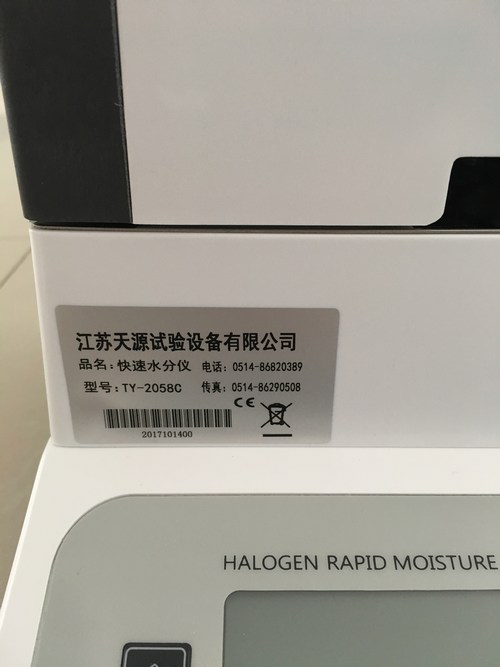 江苏天源试验设备有限公司
品名：快速水分仪 电话：0514-86820389
型号：TY-2058C 传真：0514-86290508
CE
2017101400
HALOGEN RAPID MOISTURE